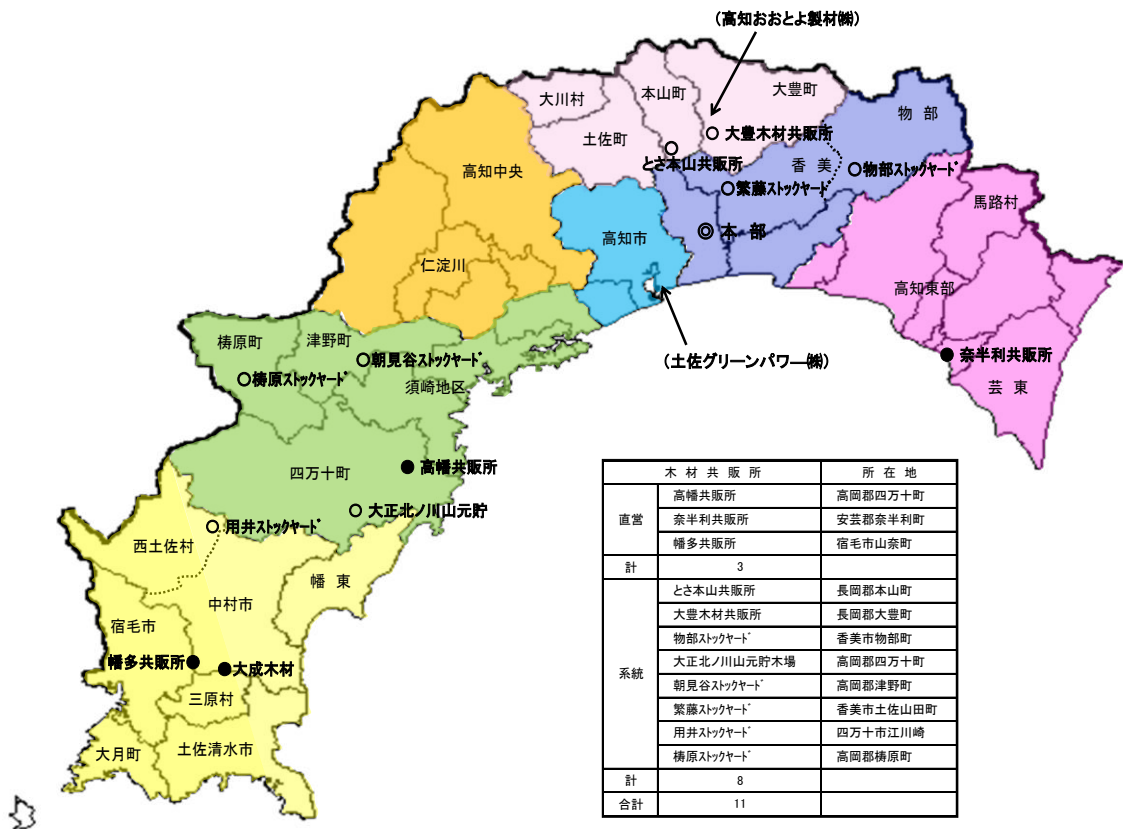 (高知おおとよ製材㈱)
大川村
本山町
大豊町
物 部
土佐町
○ 大豊木材共販所
とさ本山共販所
香 美
○物部ストックヤード
高知中央
○繁藤ストックヤード
馬路村
高知市
◎ 本 部
仁淀川
高知東部
梼原町
津野町
○朝見谷ストックヤード
(土佐グリーンパワー㈱)
●奈半利共販所
○梼原ストックヤード
須崎地区
芸 東
四万十町
● 高幡共販所
○ 大正北ノ川山元貯
○用井ストックヤード
西土佐村
幡 東
中村市
宿毛市
幡多共販所●
●大成木材
三原村
大月町
土佐清水市
木 材 共 販 所 所 在 地
直営 高幡共販所 高岡郡四万十町
奈半利共販所 安芸郡奈半利町
幡多共販所 宿毛市山奈町
計 3
系統 とさ本山共販所 長岡郡本山町
大豊木材共販所 長岡郡大豊町
物部ストックヤード 香美市物部町
大正北ノ川山元貯木場 高岡郡四万十町
朝見谷ストックヤード 高岡郡津野町
繁藤ストックヤード 香美市土佐山田町
用井ストックヤード 四万十市江川崎
梼原ストックヤード 高岡郡梼原町
計 8
合計 11